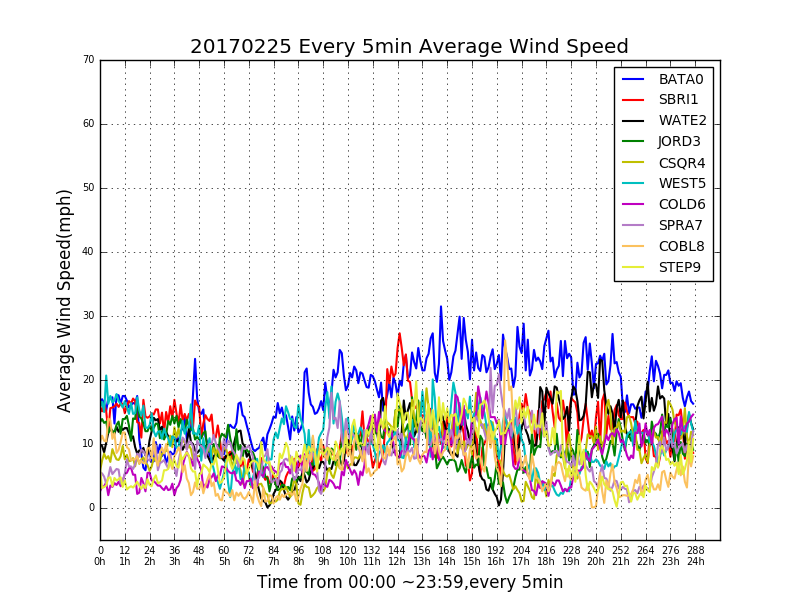 20170225 Every 5min Average Wind Speed
70
60
50
40
30
20
10
0
Average Wind Speed(mph)
BATA0
SBRI1
WATE2
JORD3
CSQR4
WEST5
COLD6
SPRA7
COBL8
STEP9
0 12 24 36 48 60 72 84 96 108 120 132 144 156 168 180 192 204 216 228 240 252 264 276 288
0h 1h 2h 3h 4h 5h 6h 7h 8h 9h 10h 11h 12h 13h 14h 15h 16h 17h 18h 19h 20h 21h 22h 23h 24h
Time from 00:00 ~23:59,every 5min